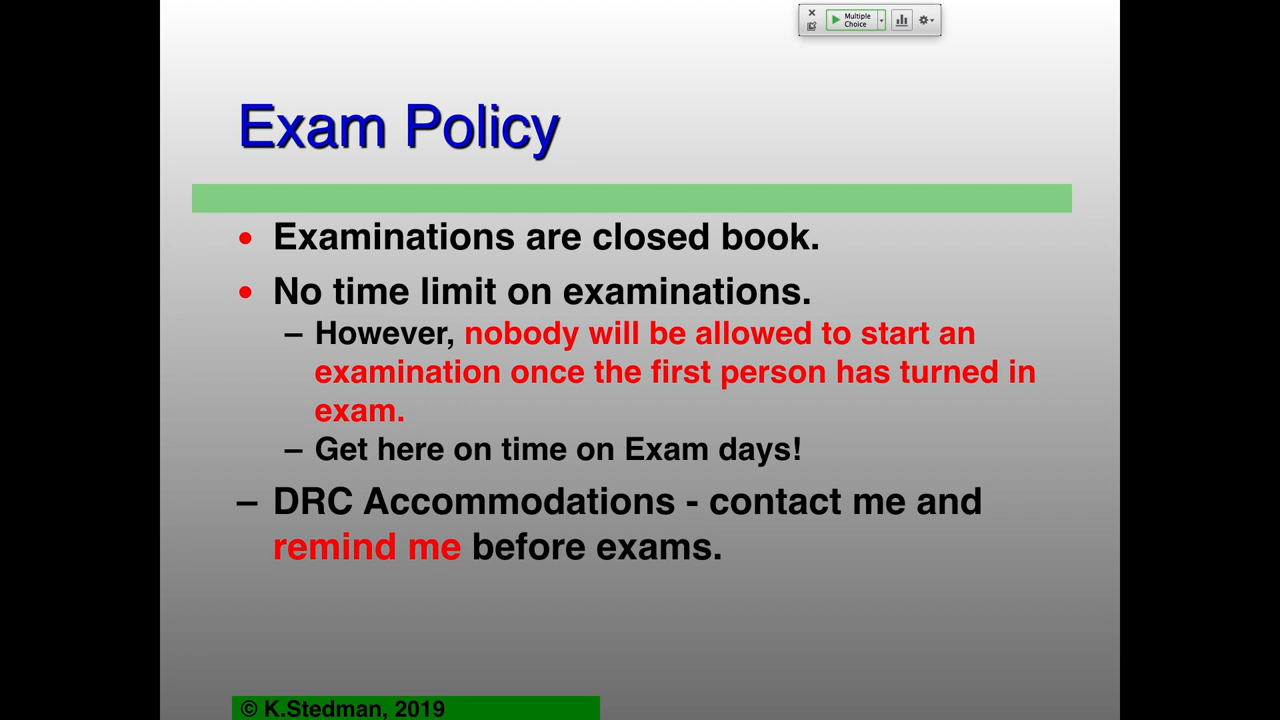 Multiple
Choice
Exam Policy
• Examinations are closed book.
• No time limit on examinations.
– However, nobody will be allowed to start an
examination once the first person has turned in
exam.
– Get here on time on Exam days!
– DRC Accommodations - contact me and
remind me before exams.
© K.Stedman, 2019